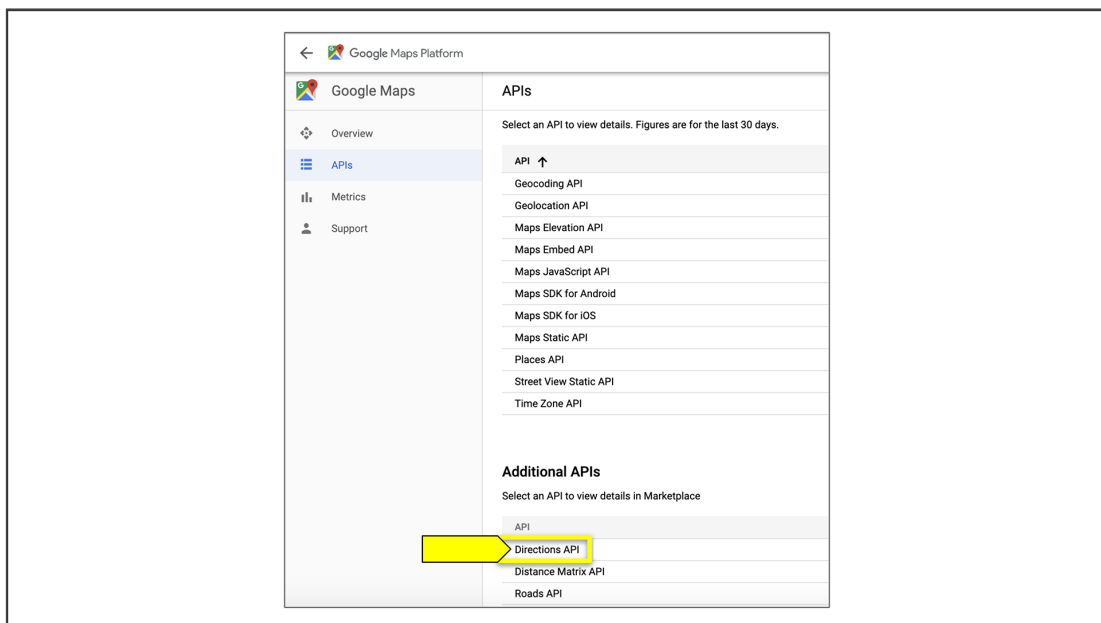 Google Maps Platform
Google Maps
Overview
APIs
Metrics
Support
APIs
Select an API to view details. Figures are for the last 30 days.
API
Geocoding API
Geolocation API
Maps Elevation API
Maps Embed API
Maps JavaScript API
Maps SDK for Android
Maps SDK for iOS
Maps Static API
Places API
Street View Static API
Time Zone API
Additional APIs
Select an API to view details in Marketplace
API
Directions API
Distance Matrix API
Roads API